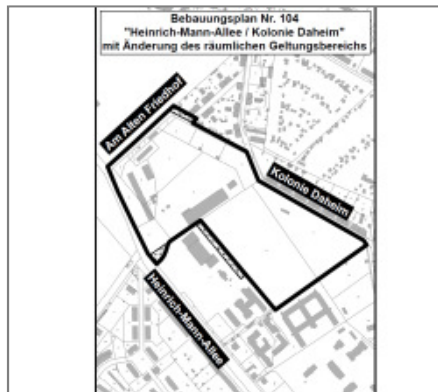 Bebauungsplan Nr. 104
"Heinrich-Mann-Allee / Kolonie Daheim"
mit Änderung des räumlichen Geltungsbereichs
Am Alten Friedhof
Kolonie Daheim
Heinrich-Mann-Allee